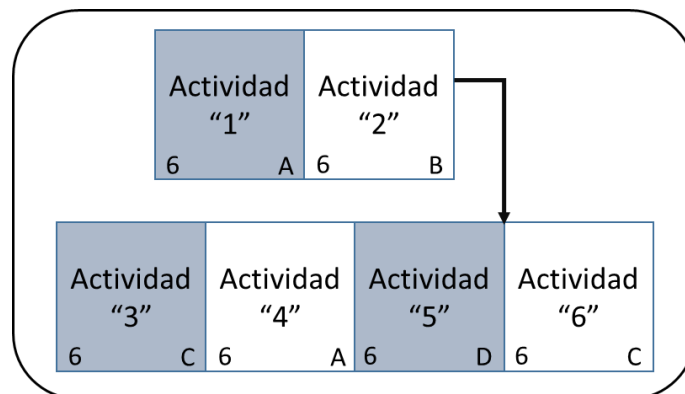 Actividad Actividad
“1” “2”
6 A 6 B
Actividad Actividad Actividad Actividad
“3” “4” “5” “6”
6 C 6 A 6 D 6 C